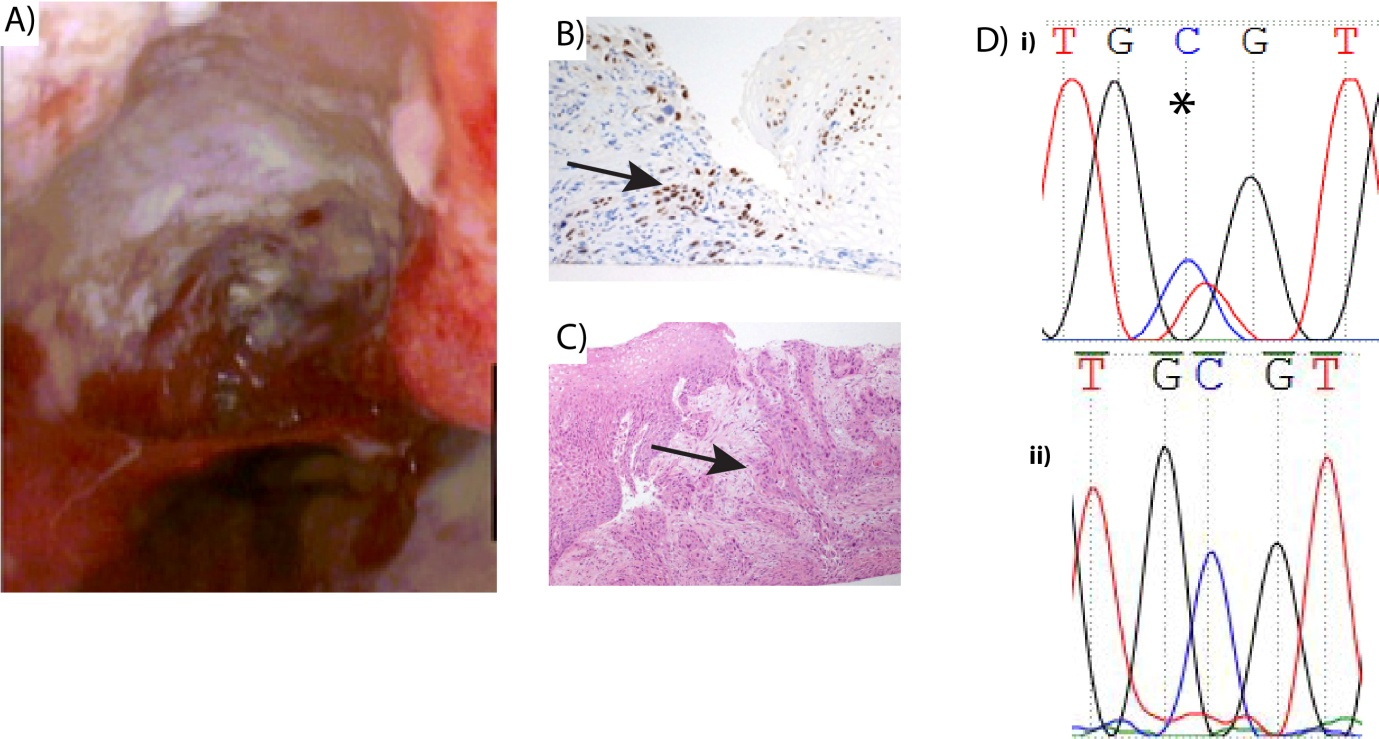 A)
B)
C)
D) i) T G C G T
*
T G C G T
ii)